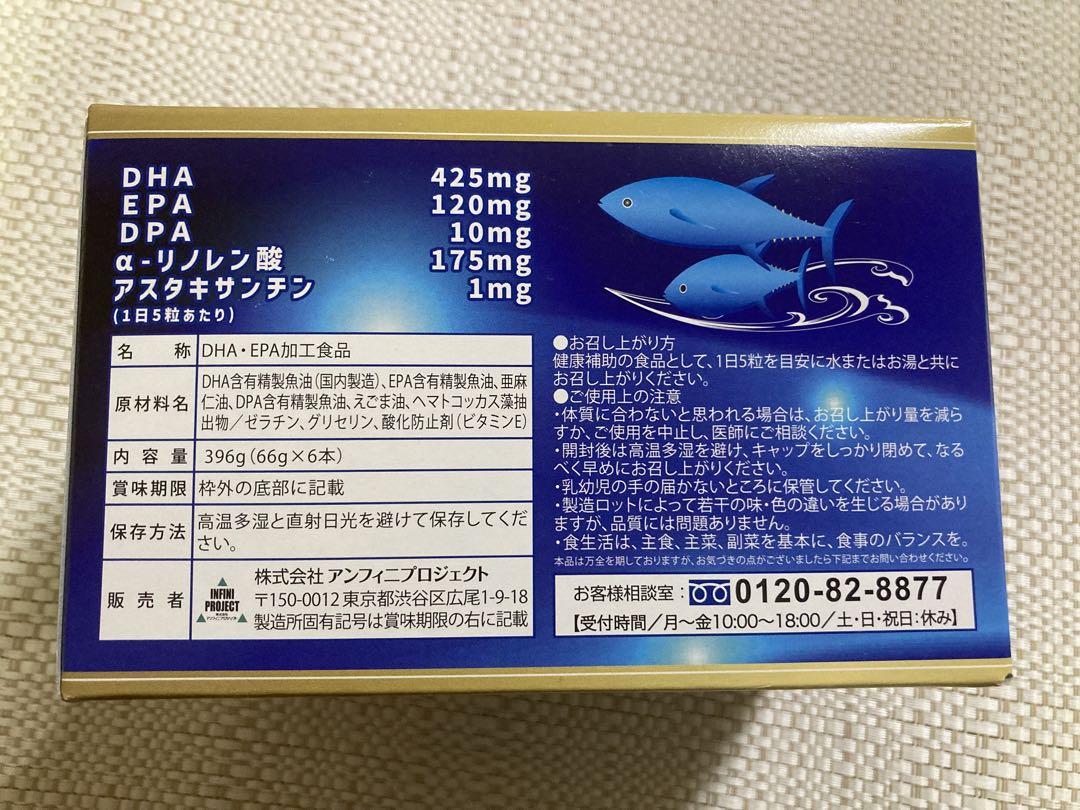 DHA 425mg
EPA 120mg
DPA 10mg
α-リノレン酸 175mg
アスタキサンチン 1mg
(1日5粒あたり)
名 称 DHA・EPA加工食品
原材料名 DHA含有精製魚油(国内製造)、EPA含有精製魚油、亜麻
仁油、DPA含有精製魚油、えごま油、ヘマトコッカス藻抽
出物／ゼラチン、グリセリン、酸化防止剤(ビタミンE)
内 容 量 396g(66g×6本)
賞味期限 枠外の底部に記載
保存方法 高温多湿と直射日光を避けて保存してくだ
さい。
販 売 者 INFINI PROJECT 株式会社 アンフィニプロジェクト
〒150-0012 東京都渋谷区広尾1-9-18
製造所固有記号は賞味期限の右に記載
●お召し上がり方
健康補助の食品として、1日5粒を目安に水またはお湯と共に
お召し上がりください。
●ご使用上の注意
・体質に合わないと思われる場合は、お召し上がり量を減ら
すか、ご使用を中止し、医師にご相談ください。
・開封後は高温多湿を避け、キャップをしっかり閉めて、なる
べく早めにお召し上がりください。
・乳幼児の手の届かないところに保管してください。
・製造ロットによって若干の味・色の違いを生じる場合があり
ますが、品質には問題ありません。
・食生活は、主食、主菜、副菜を基本に、食事のバランスを。
本品は万全を期しておりますが、お気づきの点がございましたら下記までお問い合わせください。
お客様相談室：0120-82-8877
【受付時間／月～金10:00～18:00／土・日・祝日:休み】